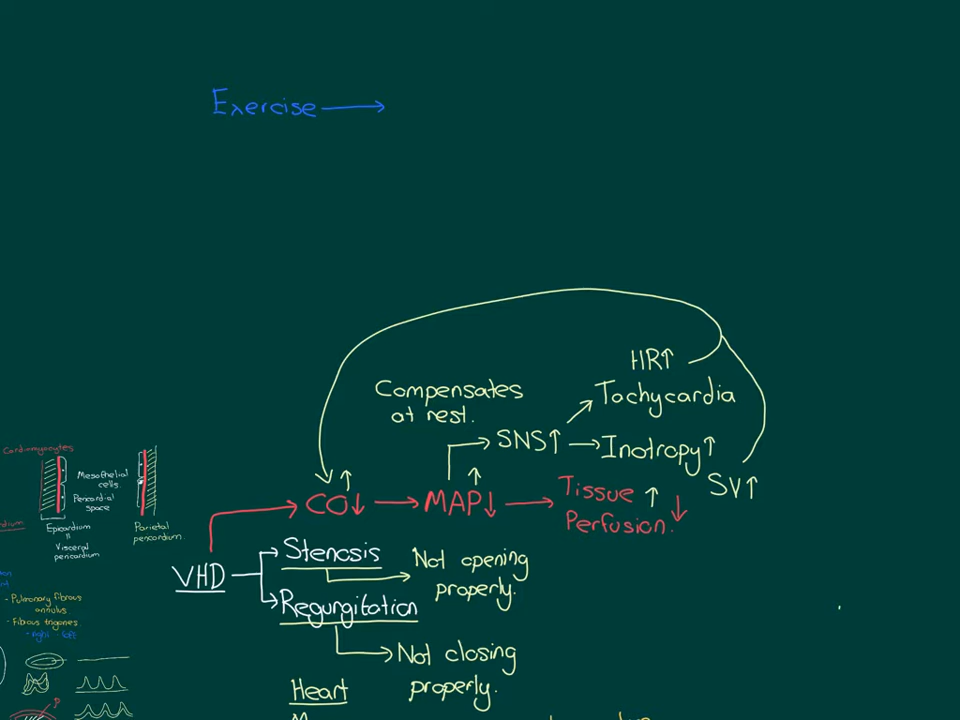 Exercise →
HR↑
Tachycardia
Compensates
at rest.
SNS↑ → Inotropy↑
SV↑
CO↓ ↑ → MAP↓ ↑ → Tissue ↑
Perfusion. ↓
Cardiomyocytes
Mesothelial
cells.
Pericardial
space
Epicardium
=
Visceral
pericardium
Parietal
pericardium.
VHD
Stenosis
Not opening
properly.
Regurgitation
Not closing
properly.
- Pulmonary fibrous
annulus
- Fibrous trigones.
- right - left
P
Heart